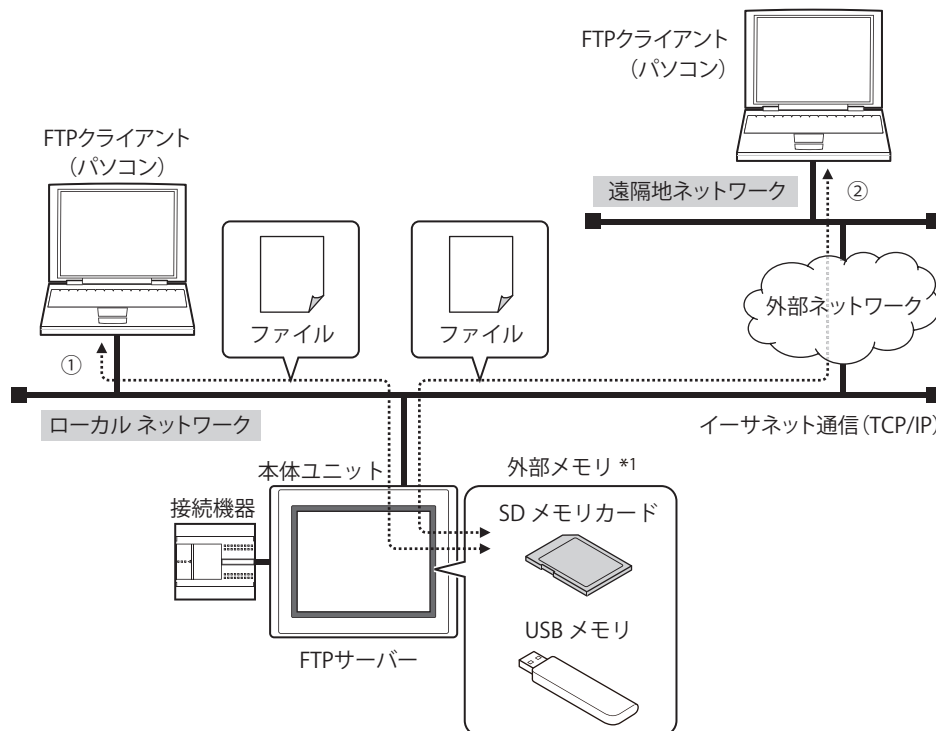 FTPクライアント
(パソコン)
FTPクライアント
(パソコン)
遠隔地ネットワーク
②
外部ネットワーク
ファイル
ファイル
①
ローカル ネットワーク
イーサネット通信(TCP/IP)
本体ユニット
外部メモリ *1
接続機器
SD メモリカード
USB メモリ
FTPサーバー